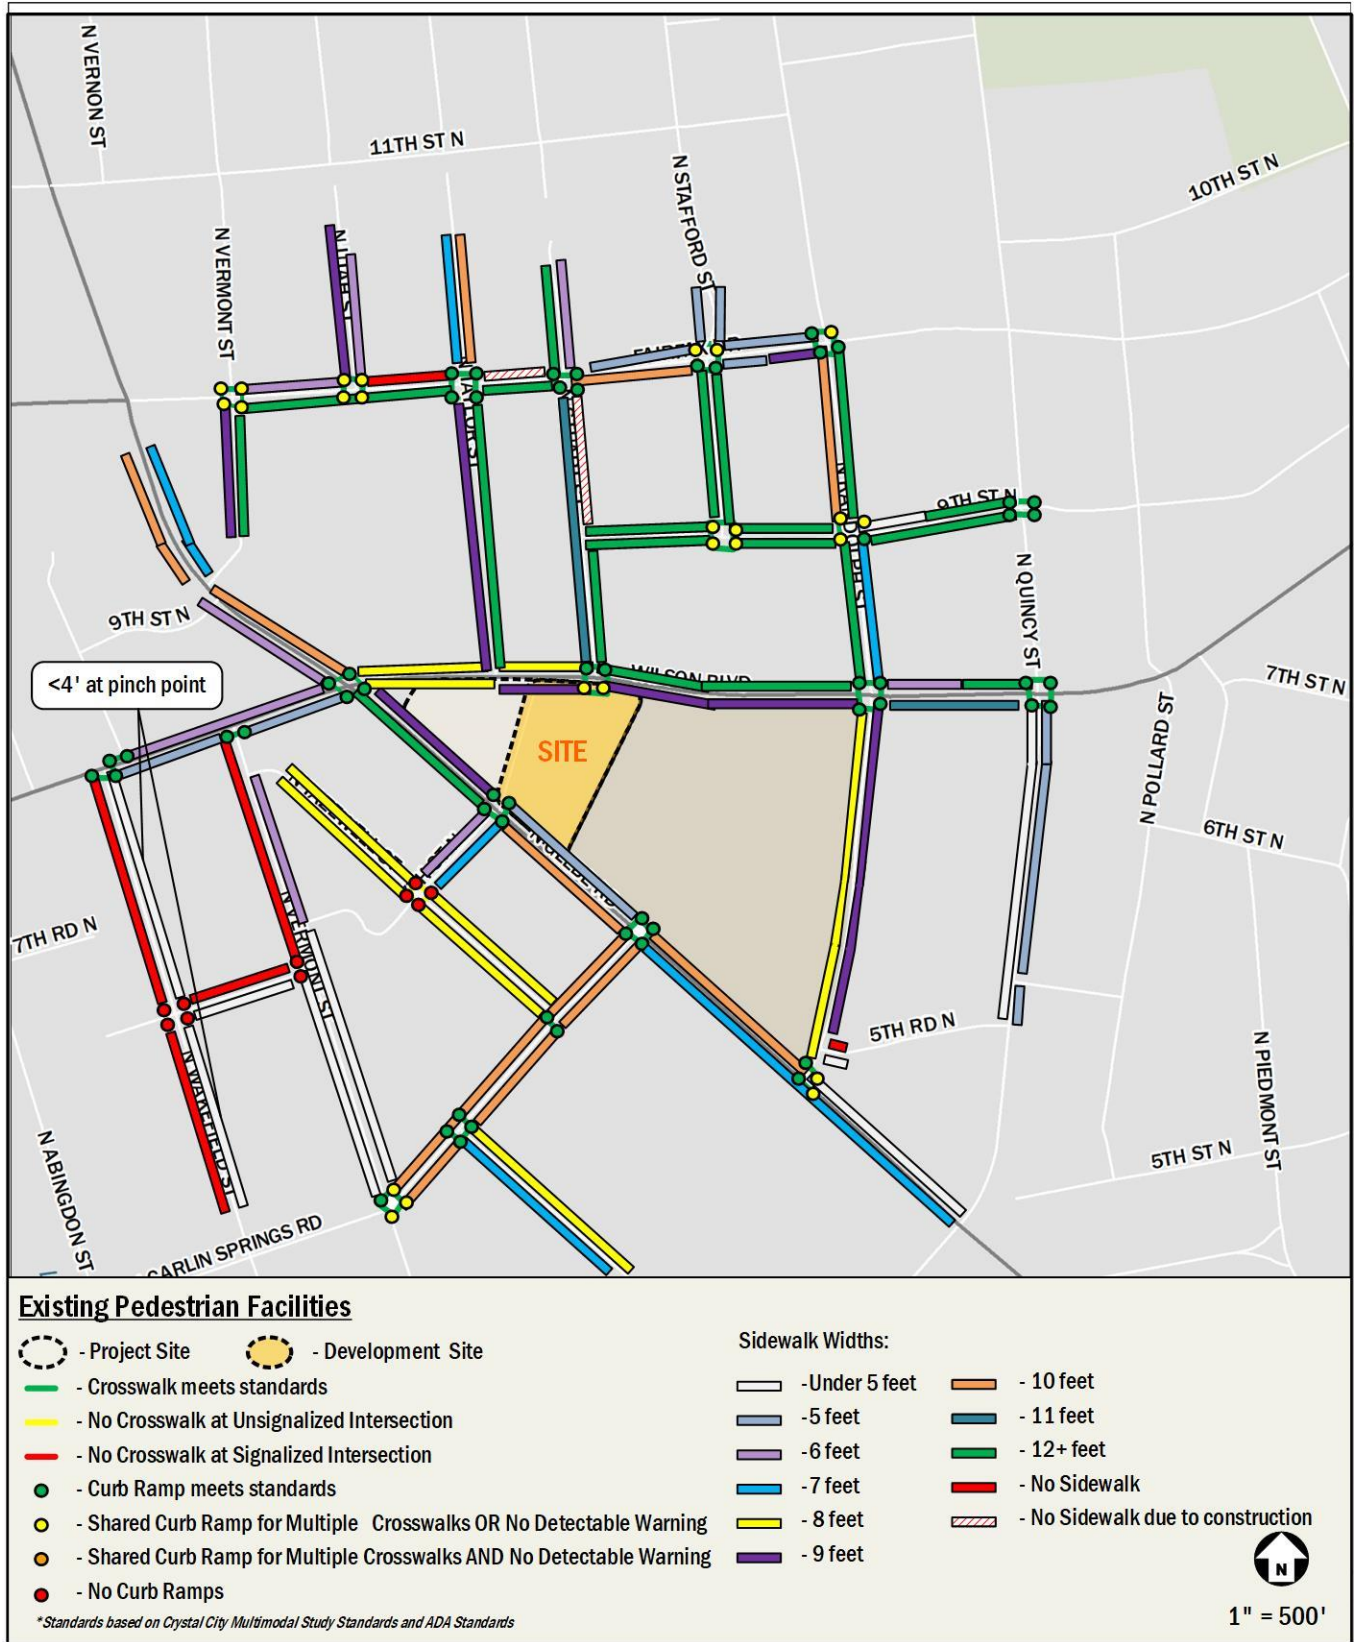 N VERNON ST
11TH ST N
N STAFFORD ST
10TH ST N
N VERMONT ST
9TH ST N
N QUINCY ST
9TH ST N
<4' at pinch point
WILSON BLVD
7TH ST N
N POLLARD ST
SITE
6TH ST N
N GLEBE RD
7TH RD N
N VERMONT ST
5TH RD N
N PIEDMONT ST
N WAKEFIELD ST
5TH ST N
N ABINGDON ST
CARLIN SPRINGS RD
Existing Pedestrian Facilities
- Project Site
- Development Site
- Crosswalk meets standards
- No Crosswalk at Unsignalized Intersection
- No Crosswalk at Signalized Intersection
- Curb Ramp meets standards
- Shared Curb Ramp for Multiple Crosswalks OR No Detectable Warning
- Shared Curb Ramp for Multiple Crosswalks AND No Detectable Warning
- No Curb Ramps
*Standards based on Crystal City Multimodal Study Standards and ADA Standards
Sidewalk Widths:
-Under 5 feet
-5 feet
-6 feet
-7 feet
- 8 feet
- 9 feet
- 10 feet
- 11 feet
- 12+ feet
- No Sidewalk
- No Sidewalk due to construction
N
1" = 500'